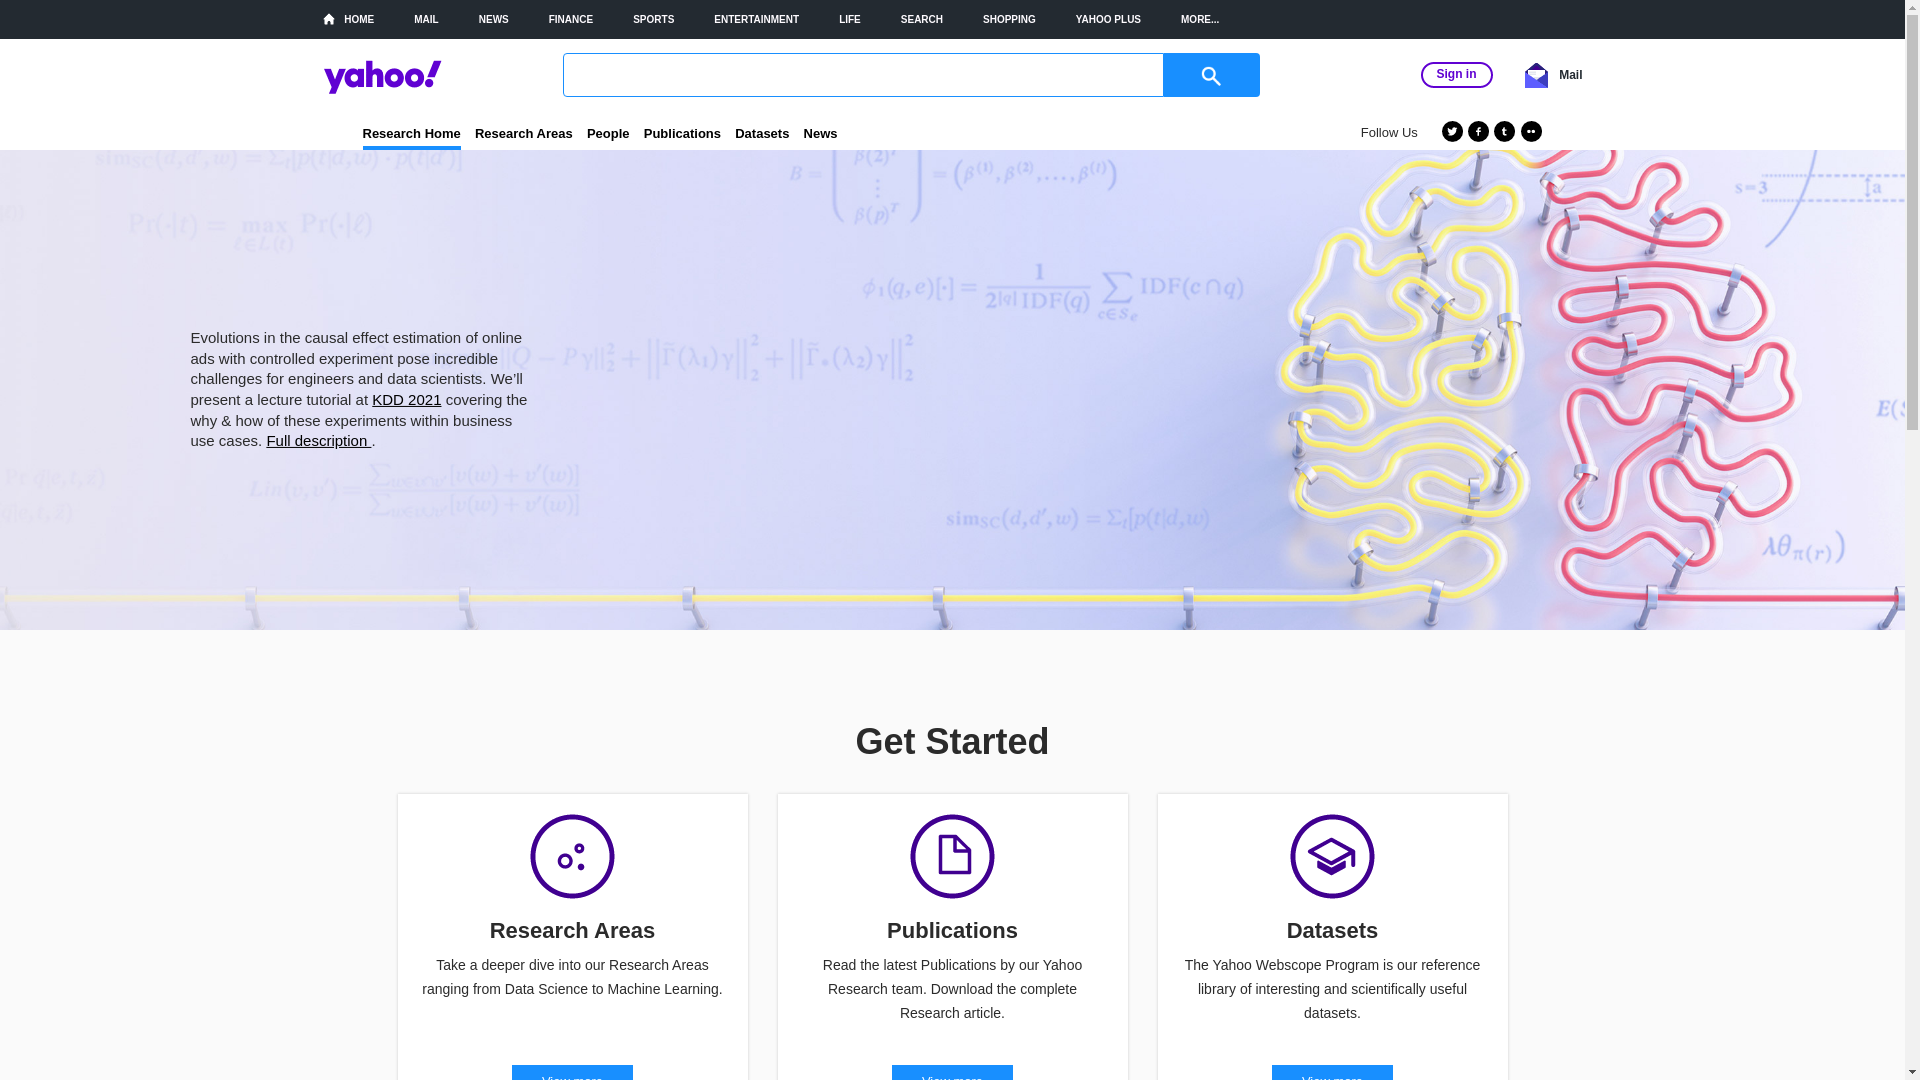 HOME MAIL NEWS FINANCE SPORTS ENTERTAINMENT LIFE SEARCH SHOPPING YAHOO PLUS MORE...
yahoo!
Sign in Mail
Research Home Research Areas People Publications Datasets News
Follow Us
Evolutions in the causal effect estimation of online
ads with controlled experiment pose incredible
challenges for engineers and data scientists. We’ll
present a lecture tutorial at KDD 2021 covering the
why & how of these experiments within business
use cases. Full description .
Get Started
Research Areas
Take a deeper dive into our Research Areas
ranging from Data Science to Machine Learning.
View more
Publications
Read the latest Publications by our Yahoo
Research team. Download the complete
Research article.
View more
Datasets
The Yahoo Webscope Program is our reference
library of interesting and scientifically useful
datasets.
View more